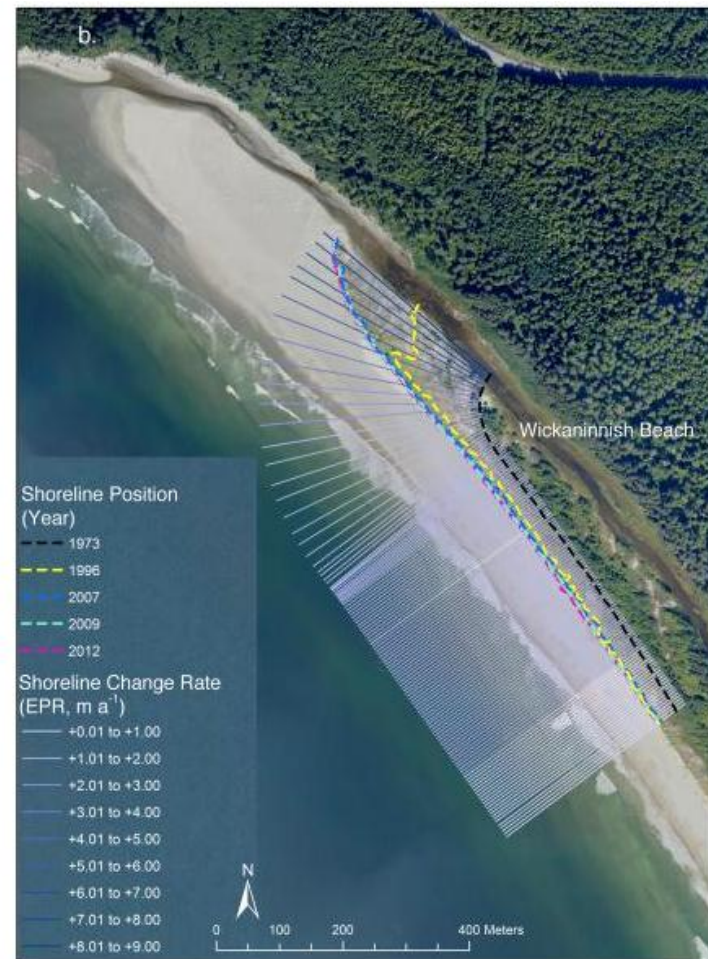 b.
Wickaninnish Beach
Shoreline Position
(Year)
1973
1996
2007
2009
2012
Shoreline Change Rate
(EPR, m a⁻¹)
+0.01 to +1.00
+1.01 to +2.00
+2.01 to +3.00
+3.01 to +4.00
+4.01 to +5.00
+5.01 to +6.00
+6.01 to +7.00
+7.01 to +8.00
+8.01 to +9.00
N
0 100 200 400 Meters